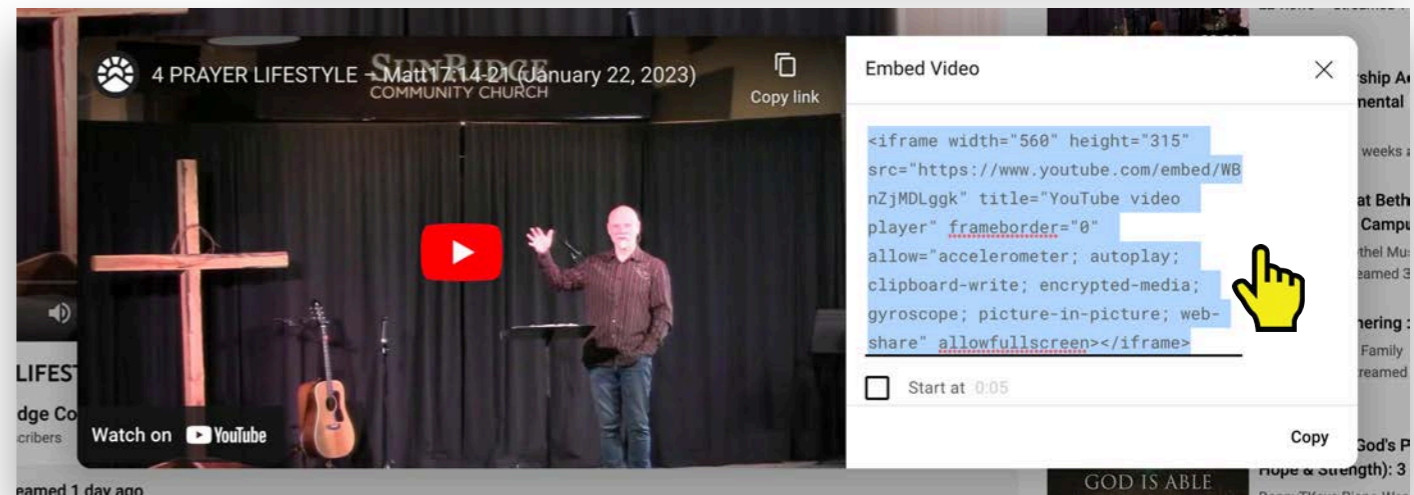 SUNRIDGE
COMMUNITY CHURCH
4 PRAYER LIFESTYLE – Matt17:14-21 (January 22, 2023)
Copy link
Watch on YouTube
Embed Video
<iframe width="560" height="315"
src="https://www.youtube.com/embed/WB
nZjMDLggk" title="YouTube video
player" frameborder="0"
allow="accelerometer; autoplay;
clipboard-write; encrypted-media;
gyroscope; picture-in-picture; web-
share" allowfullscreen></iframe>
Start at 0:05
Copy
LIFES
dge Co
cribers
eamed 1 day ago
ship A
mental
weeks a
at Beth
Campu
thel Mu
eamed 3
hering :
Family
reamed
God's P
Hope & Strength): 3
GOD IS ABLE